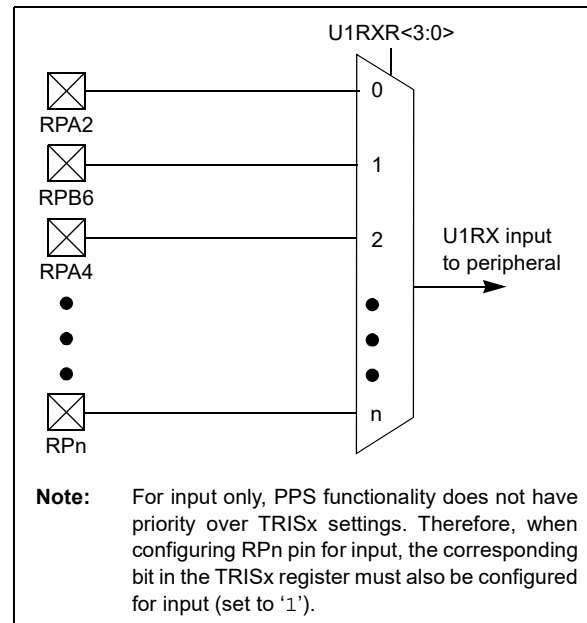 U1RXR<3:0>
RPA2
0
RPB6
1
RPA4
2
U1RX input
to peripheral
RPn
n
Note: For input only, PPS functionality does not have
priority over TRISx settings. Therefore, when
configuring RPn pin for input, the corresponding
bit in the TRISx register must also be configured
for input (set to ‘1’).